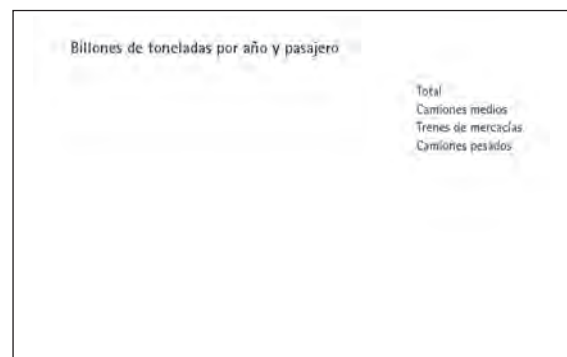 Billones de toneladas por año y pasajero
Total
Camiones medios
Trenes de mercacías
Camiones pesados